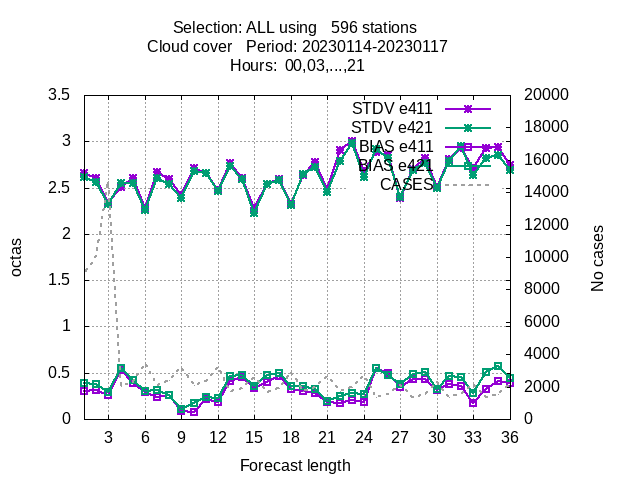 Selection: ALL using   596 stations
Cloud cover   Period: 20230114-20230117
Hours:  00,03,...,21
3.5
3
2.5
2
1.5
1
0.5
0
20000
18000
16000
14000
12000
10000
8000
6000
4000
2000
0
octas
No cases
STDV e411
STDV e421
BIAS e411
BIAS e421
CASES
3 6 9 12 15 18 21 24 27 30 33 36
Forecast length